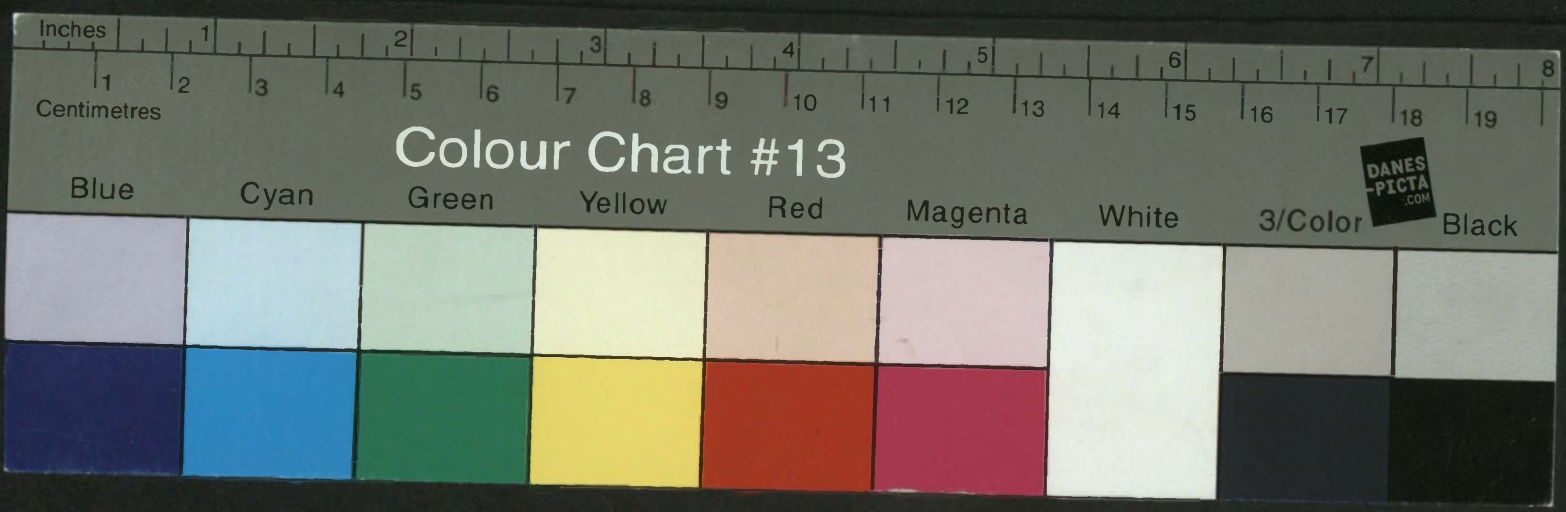 Inches 1 2 3 4 5 6 7 8
1 2 3 4 5 6 7 8 9 10 11 12 13 14 15 16 17 18 19
Centimetres
Colour Chart #13
DANES
-PICTA
.COM
Blue Cyan Green Yellow Red Magenta White 3/Color Black